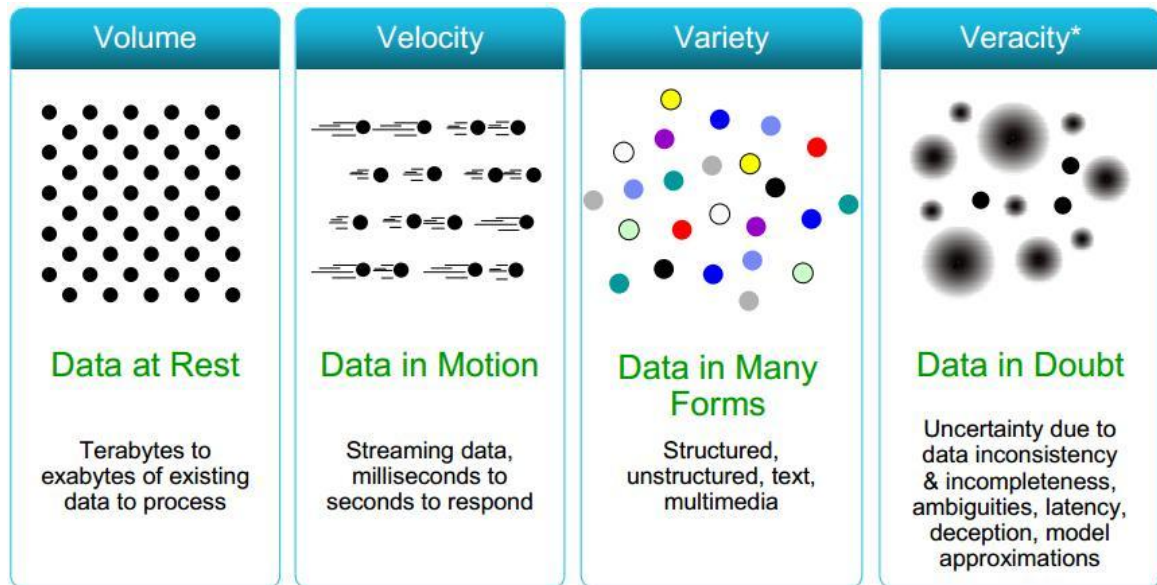 Volume
Data at Rest
Terabytes to
exabytes of existing
data to process
Velocity
Data in Motion
Streaming data,
milliseconds to
seconds to respond
Variety
Data in Many
Forms
Structured,
unstructured, text,
multimedia
Veracity*
Data in Doubt
Uncertainty due to
data inconsistency
& incompleteness,
ambiguities, latency,
deception, model
approximations